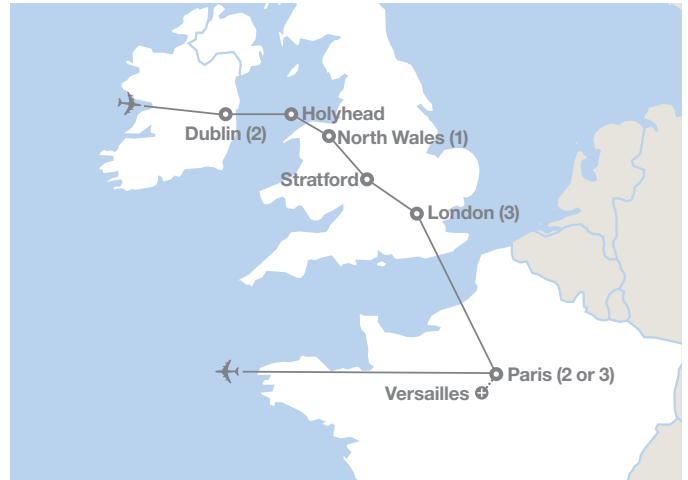 Holyhead
Dublin (2)
North Wales (1)
Stratford
London (3)
Paris (2 or 3)
Versailles